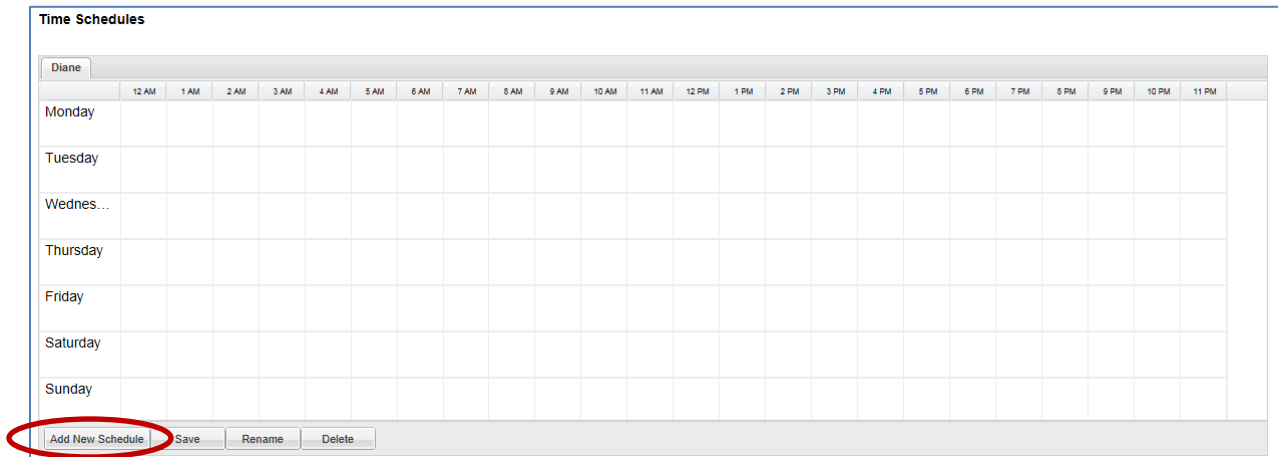 Time Schedules
Diane
12 AM 1 AM 2 AM 3 AM 4 AM 5 AM 6 AM 7 AM 8 AM 9 AM 10 AM 11 AM 12 PM 1 PM 2 PM 3 PM 4 PM 5 PM 6 PM 7 PM 8 PM 9 PM 10 PM 11 PM
Monday
Tuesday
Wednes...
Thursday
Friday
Saturday
Sunday
Add New Schedule Save Rename Delete